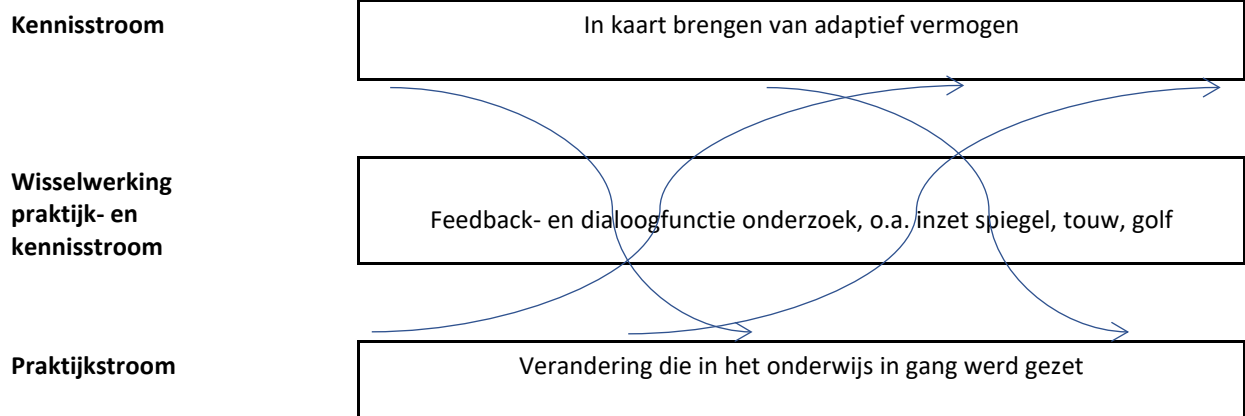 Kennisstroom
In kaart brengen van adaptief vermogen
Wisselwerking
praktijk- en
kennisstroom
Feedback- en dialoogfunctie onderzoek, o.a. inzet spiegel, touw, golf
Praktijkstroom
Verandering die in het onderwijs in gang werd gezet